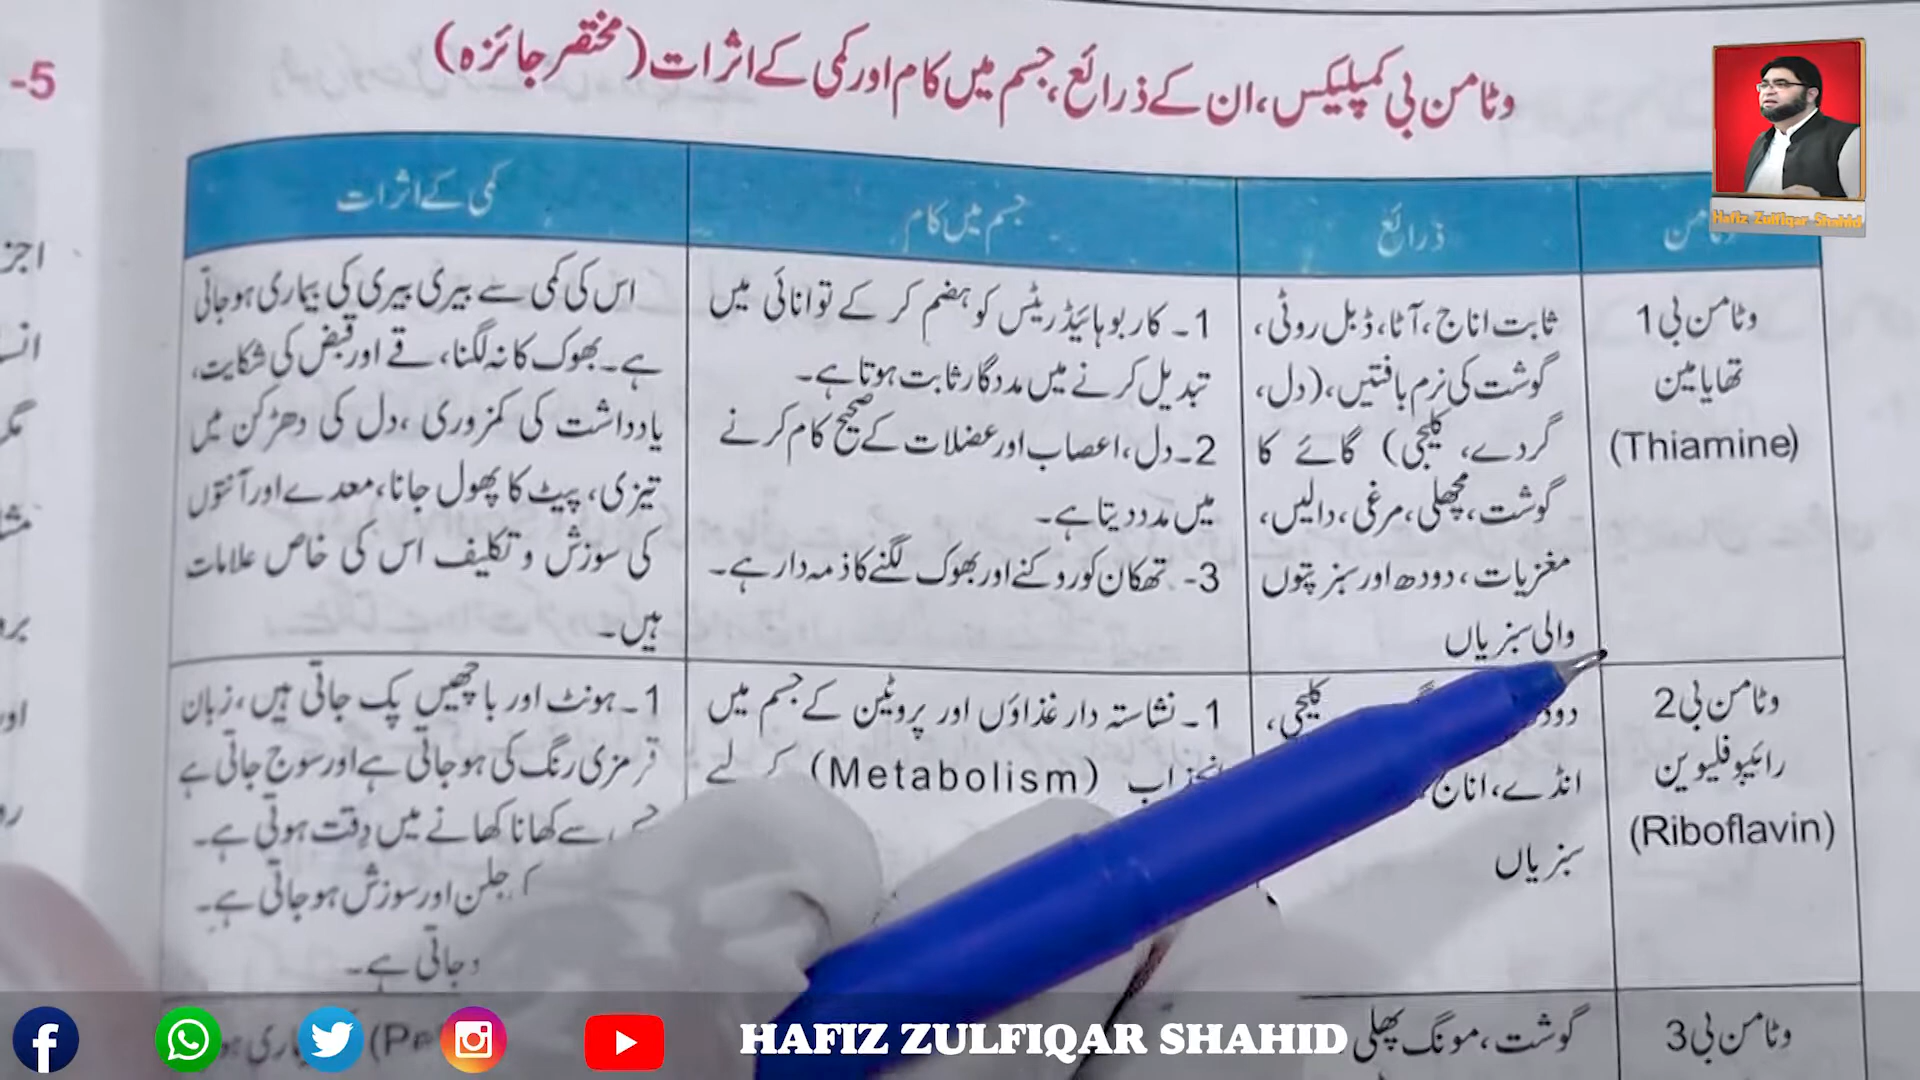 وٹامن بی کمپلیکس، ان کے ذرائع، جسم میں کام اور کمی کے اثرات (مختصر جائزہ)
-5
Hafiz Zulfiqar Shahid
ذرائع
جسم میں کام
کمی کے اثرات
وٹامن بی 1
تھایامین
(Thiamine)
ثابت اناج، آٹا، ڈبل روٹی،
گوشت کی نرم بافتیں، (دل،
گردے، کلیجی) گائے کا
گوشت، مچھلی، مرغی، دالیں،
مغزیات، دودھ اور سبز پتوں
والی سبزیاں
1۔ کاربوہائیڈریٹس کو ہضم کر کے توانائی میں
تبدیل کرنے میں مددگار ثابت ہوتا ہے۔
2۔ دل، اعصاب اور عضلات کے صحیح کام کرنے
میں مدد دیتا ہے۔
3- تھکان کو روکنے اور بھوک لگنے کا ذمہ دار ہے۔
اس کی کمی سے بیری بیری کی بیماری ہو جاتی
ہے۔ بھوک کا نہ لگنا، قے اور قبض کی شکایت،
یادداشت کی کمزوری، دل کی دھڑکن میں
تیزی، پیٹ کا پھول جانا، معدے اور آنتوں
کی سوزش و تکلیف اس کی خاص علامات
ہیں۔
وٹامن بی 2
رائیبوفلیوین
(Riboflavin)
کلیجی،
انڈے، اناج
سبزیاں
1۔ نشاستہ دار غذاؤں اور پروٹین کے جسم میں
(Metabolism) کے لیے
1۔ ہونٹ اور باچھیں پک جاتی ہیں، زبان
قرمزی رنگ کی ہو جاتی ہے اور سوج جاتی ہے
سے کھانا کھانے میں دقت ہوتی ہے۔
جلن اور سوزش ہو جاتی ہے۔
جاتی ہے۔
وٹامن بی 3
گوشت، مونگ پھلی
HAFIZ ZULFIQAR SHAHID